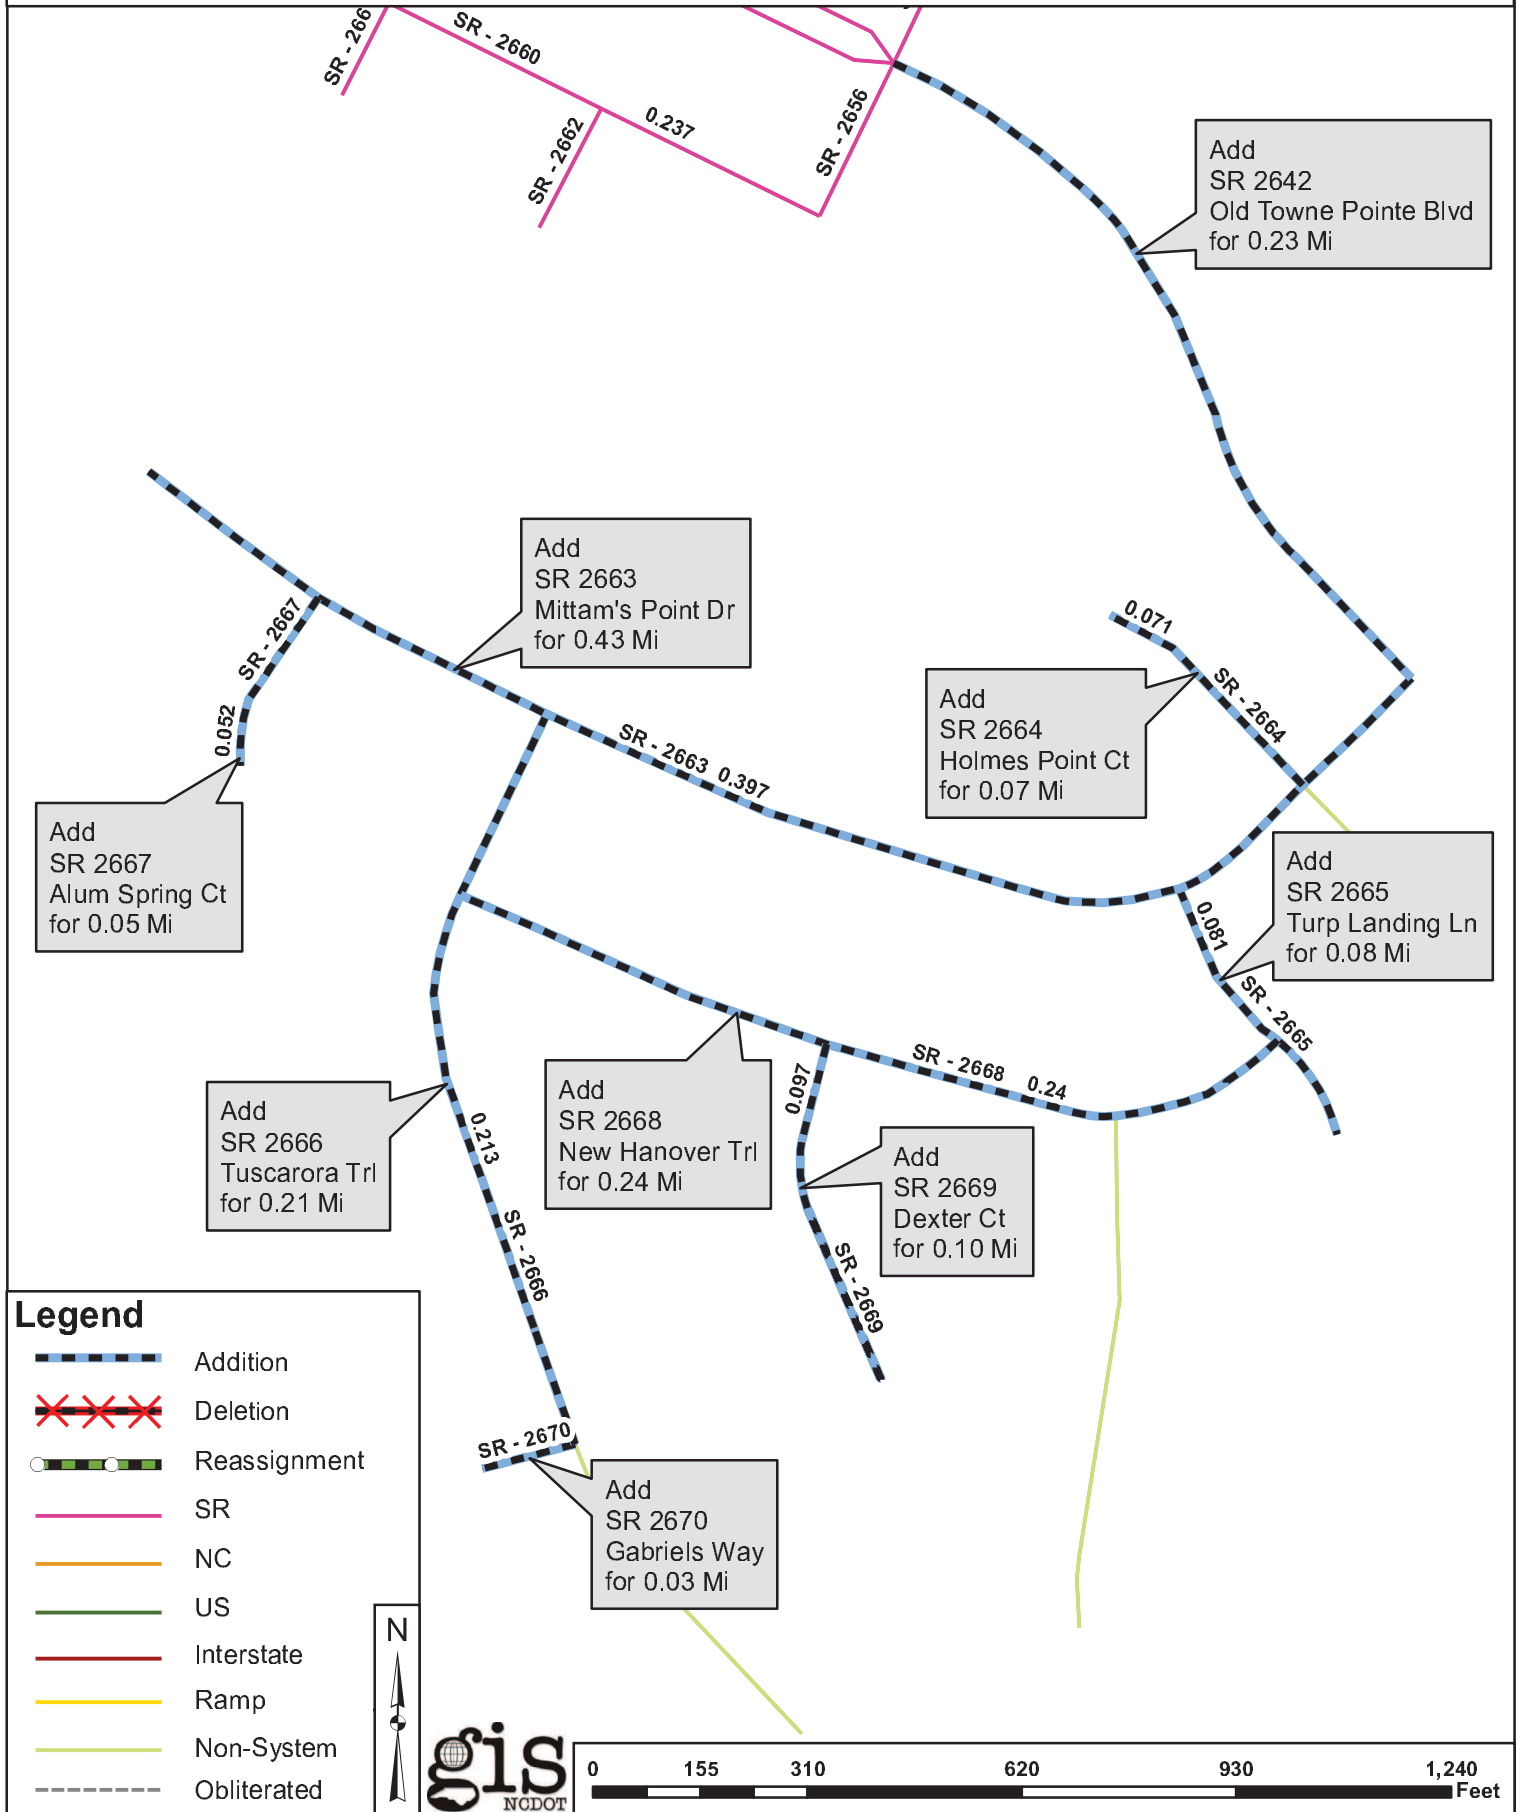 SR - 266
SR - 2660
SR - 2662
0.237
SR - 2656
Add
SR 2642
Old Towne Pointe Blvd
for 0.23 Mi
Add
SR 2663
Mittam's Point Dr
for 0.43 Mi
SR - 2667
0.052
SR - 2663 0.397
0.071
SR - 2664
Add
SR 2664
Holmes Point Ct
for 0.07 Mi
Add
SR 2667
Alum Spring Ct
for 0.05 Mi
Add
SR 2665
Turp Landing Ln
for 0.08 Mi
0.081
SR - 2665
SR - 2668 0.24
0.097
Add
SR 2666
Tuscarora Trl
for 0.21 Mi
0.213
SR - 2666
Add
SR 2668
New Hanover Trl
for 0.24 Mi
Add
SR 2669
Dexter Ct
for 0.10 Mi
SR - 2669
SR - 2670
Add
SR 2670
Gabriels Way
for 0.03 Mi
Legend
Addition
Deletion
Reassignment
SR
NC
US
Interstate
Ramp
Non-System
Obliterated
N
gis
NCDOT
0 155 310 620 930 1,240
Feet